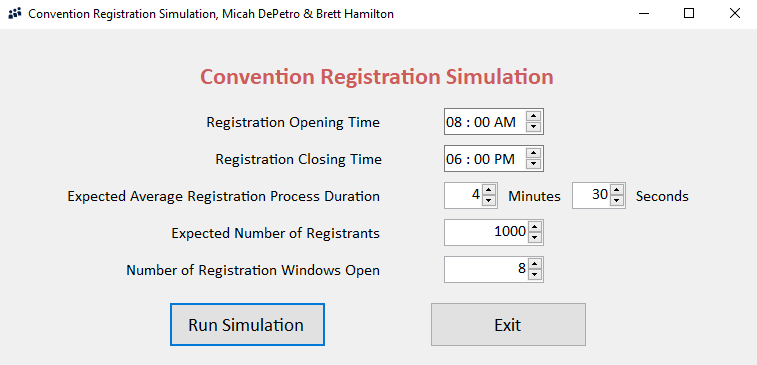 Convention Registration Simulation, Micah DePetro & Brett Hamilton
Convention Registration Simulation
Registration Opening Time 08 : 00 AM
Registration Closing Time 06 : 00 PM
Expected Average Registration Process Duration 4 Minutes 30 Seconds
Expected Number of Registrants 1000
Number of Registration Windows Open 8
Run Simulation Exit